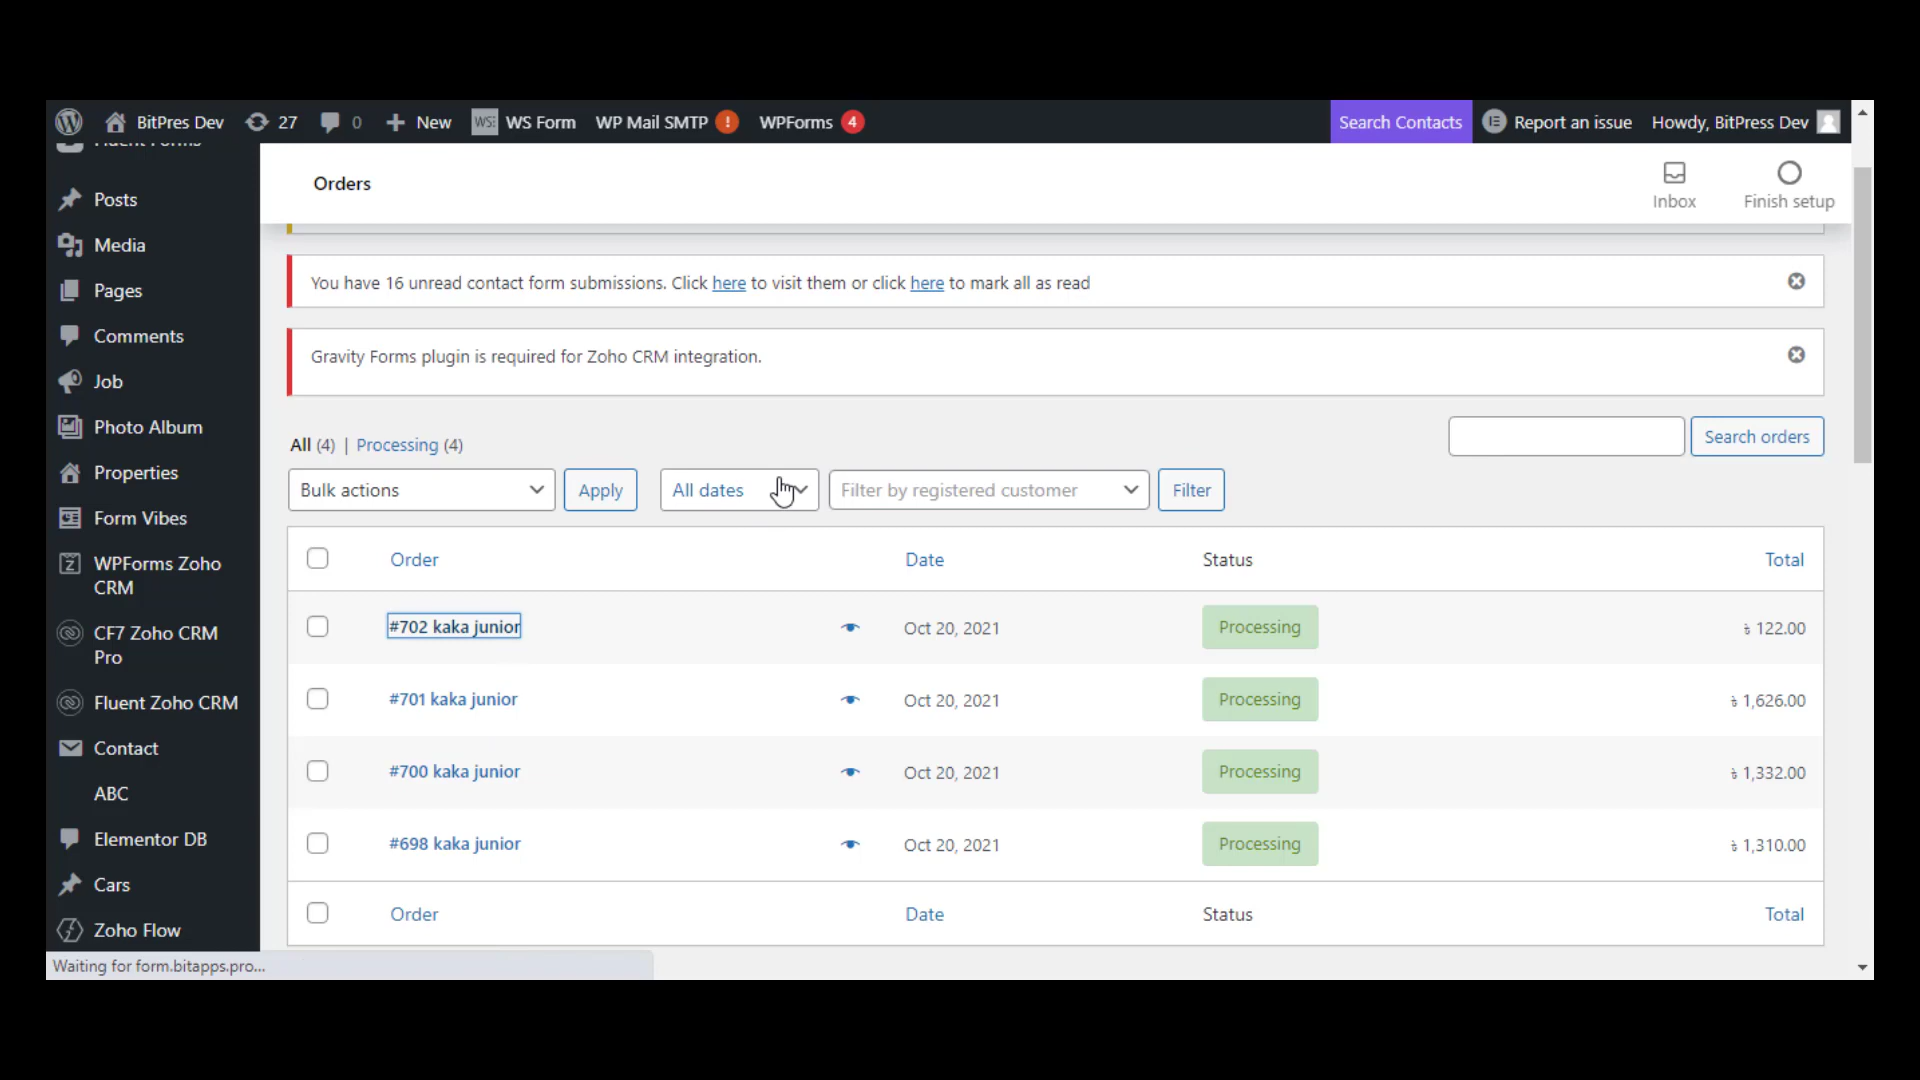 BitPres Dev 27 0 New WS Form WP Mail SMTP ! WPForms 4 Search Contacts Report an issue Howdy, BitPress Dev
Fluent Forms
Posts
Media
Pages
Comments
Job
Photo Album
Properties
Form Vibes
WPForms Zoho
CRM
CF7 Zoho CRM
Pro
Fluent Zoho CRM
Contact
ABC
Elementor DB
Cars
Zoho Flow
Orders
Inbox
Finish setup
You have 16 unread contact form submissions. Click here to visit them or click here to mark all as read
Gravity Forms plugin is required for Zoho CRM integration.
All (4) | Processing (4)
Search orders
Bulk actions Apply All dates Filter by registered customer Filter
Order Date Status Total
#702 kaka junior Oct 20, 2021 Processing ৳ 122.00
#701 kaka junior Oct 20, 2021 Processing ৳ 1,626.00
#700 kaka junior Oct 20, 2021 Processing ৳ 1,332.00
#698 kaka junior Oct 20, 2021 Processing ৳ 1,310.00
Order Date Status Total
Waiting for form.bitapps.pro...